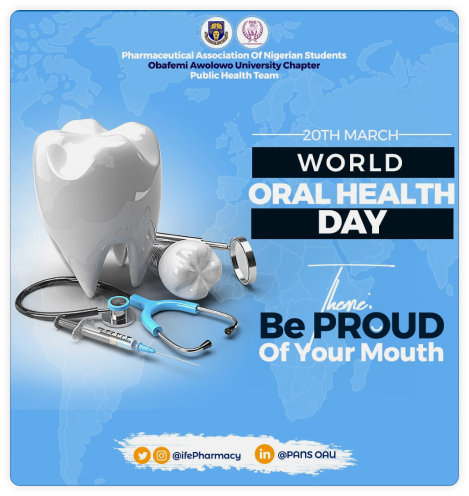 Pharmaceutical Association Of Nigerian Students
Obafemi Awolowo University Chapter
Public Health Team
20TH MARCH
WORLD
ORAL HEALTH
DAY
Theme:
Be PROUD
Of Your Mouth
@ifePharmacy
in @PANS OAU